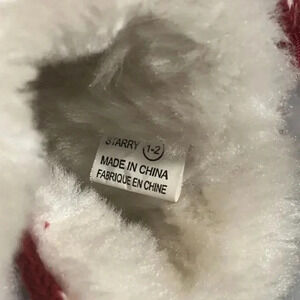 STARRY 1-2
MADE IN CHINA
FABRIQUE EN CHINE